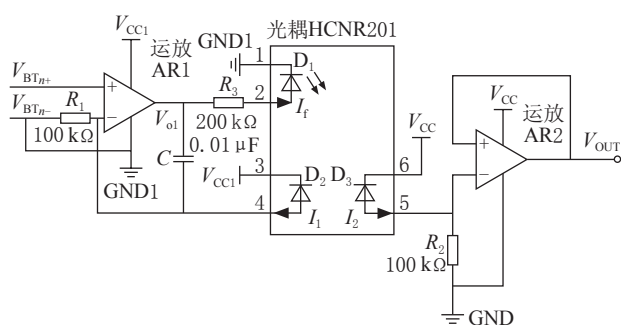 光耦HCNR201
V_CC1
运放
AR1
GND1
1
D_1
V_BTn+
V_BTn−
R_1
100 kΩ
+
−
V_o1
R_3
200 kΩ
2
I_f
0.01 μF
C
GND1
V_CC1
3
D_2
4
I_1
D_3
I_2
6
V_CC
5
R_2
100 kΩ
V_CC
运放
AR2
+
−
V_OUT
GND